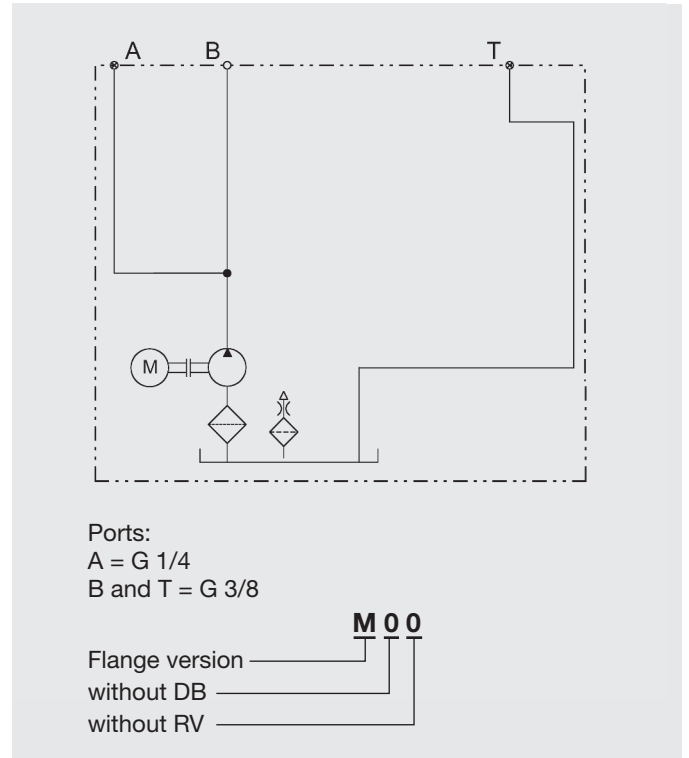 A B T
M
Ports:
A = G 1/4
B and T = G 3/8
M 0 0
Flange version
without DB
without RV